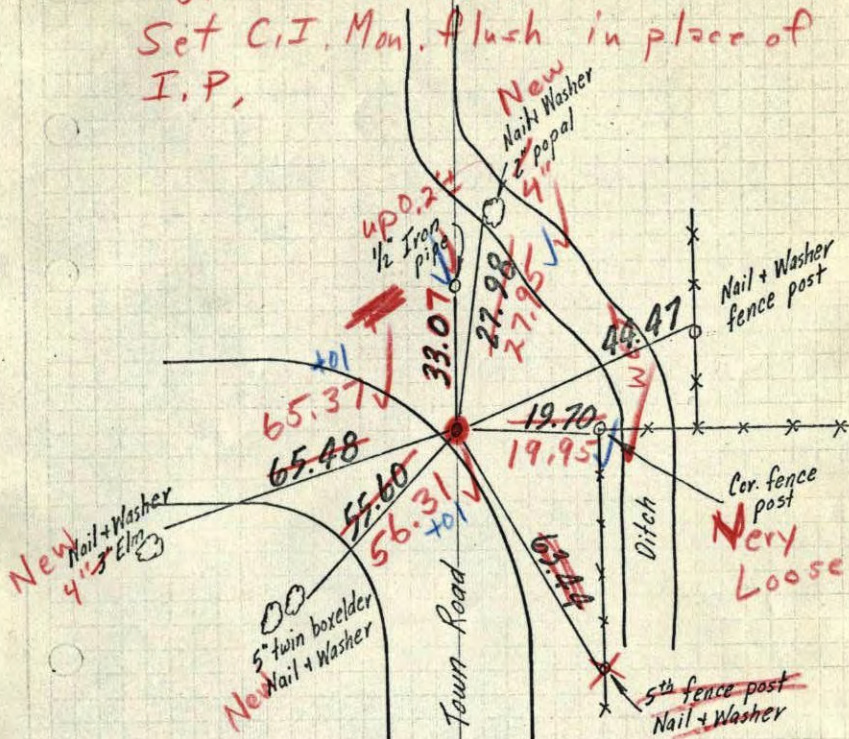 Set C.I. Mon. flush in place of
I.P.
New
Nail & Washer
2" popal
4"
up 0.2'±
1/2" Iron
pipe
33.07
27.98
27.95
44.47
Nail + Washer
fence post
+01
65.37
65.48
19.70
19.95
55.60
56.31
+01
63.44
Cor. fence
post
Very
Loose
New Nail + Washer
4" 3" Elm
5" twin boxelder
New Nail + Washer
Town Road
Ditch
5th fence post
Nail + Washer